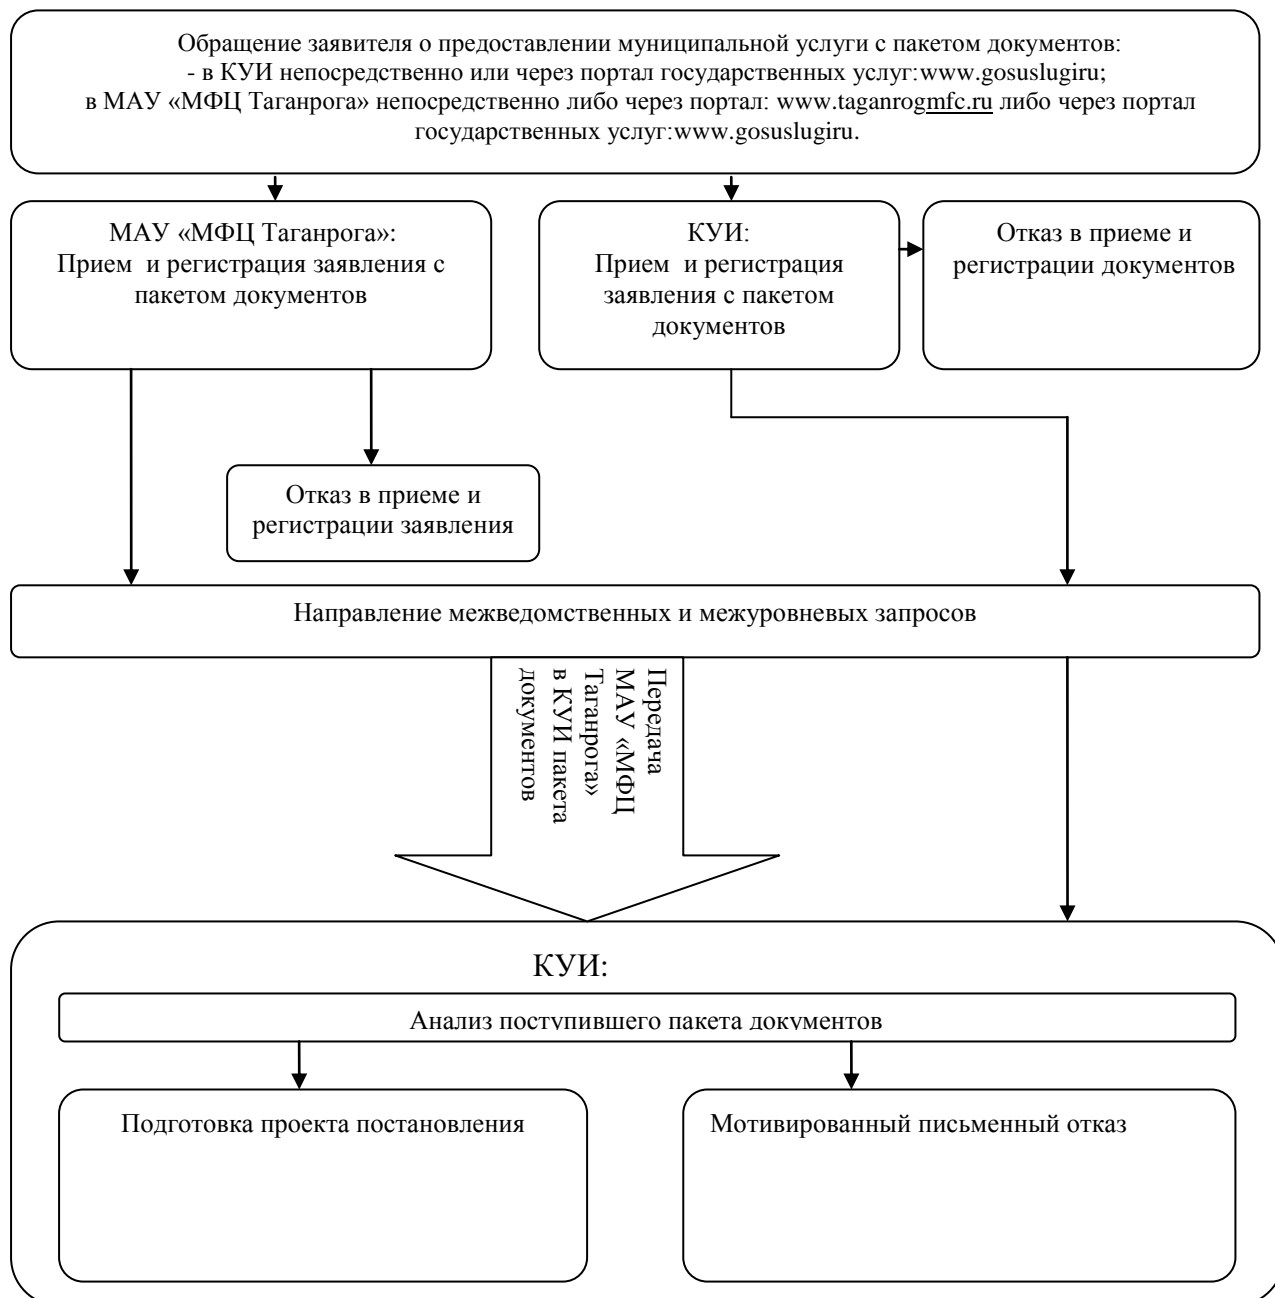 Обращение заявителя о предоставлении муниципальной услуги с пакетом документов:
- в КУИ непосредственно или через портал государственных услуг:www.gosuslugiru;
в МАУ «МФЦ Таганрога» непосредственно либо через портал: www.taganrogmfc.ru либо через портал
государственных услуг:www.gosuslugiru.
МАУ «МФЦ Таганрога»:
Прием и регистрация заявления с
пакетом документов
КУИ:
Прием и регистрация
заявления с пакетом
документов
Отказ в приеме и
регистрации документов
Отказ в приеме и
регистрации заявления
Направление межведомственных и межуровневых запросов
Передача
МАУ «МФЦ
Таганрога»
в КУИ пакета
документов
КУИ:
Анализ поступившего пакета документов
Подготовка проекта постановления
Мотивированный письменный отказ